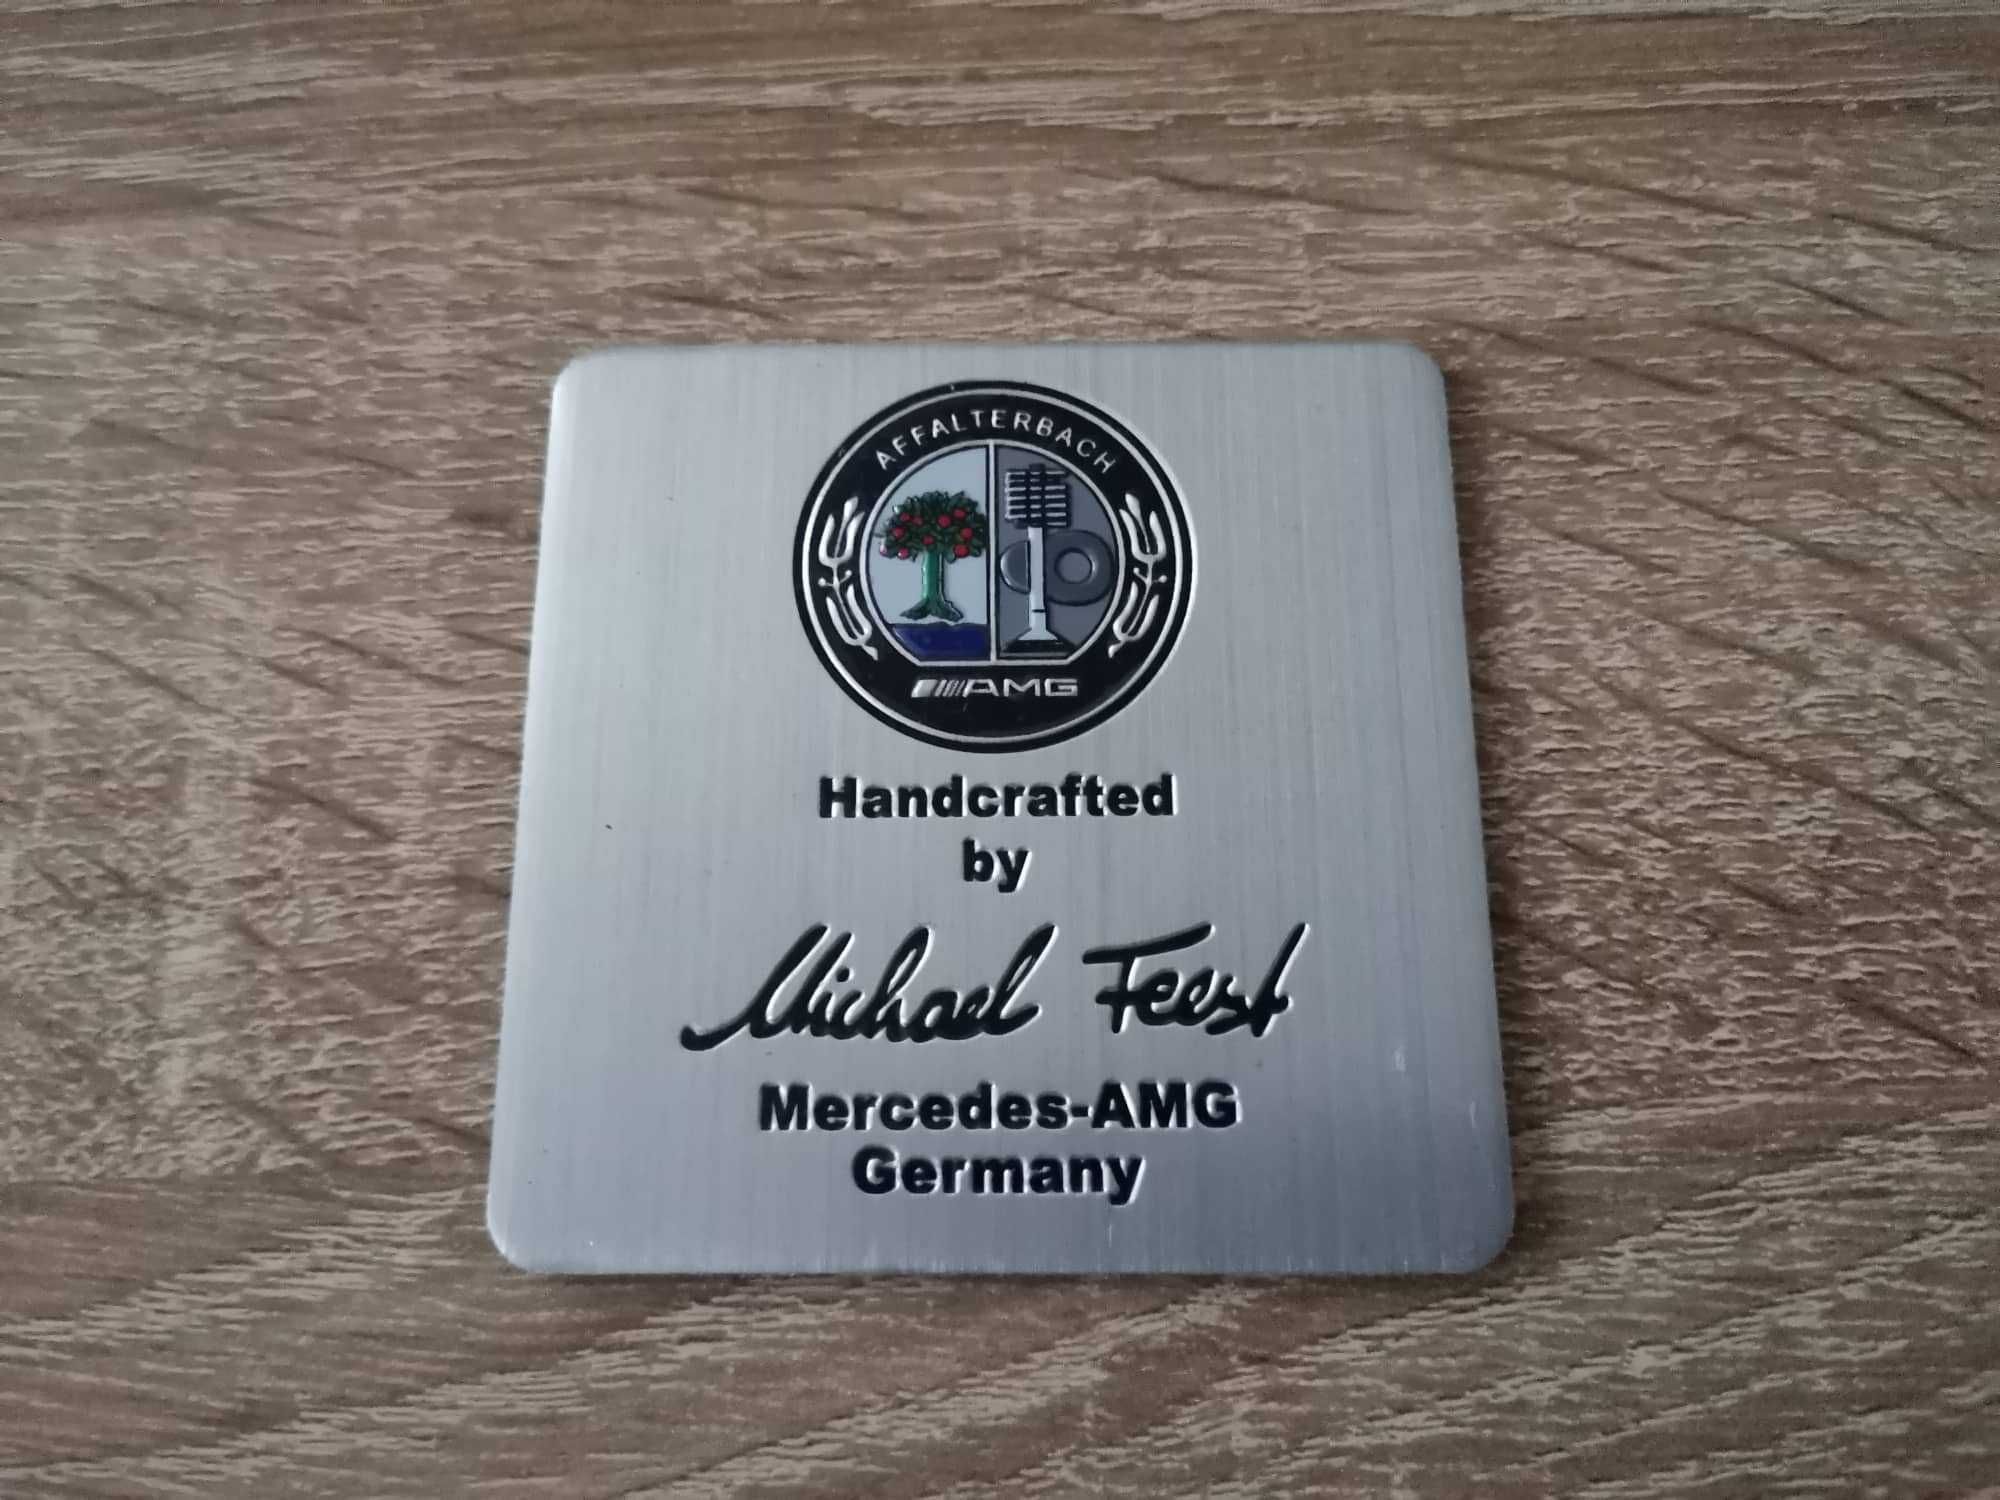 AFFALTERBACH
AMG
Handcrafted
by
Michael Feest
Mercedes-AMG
Germany